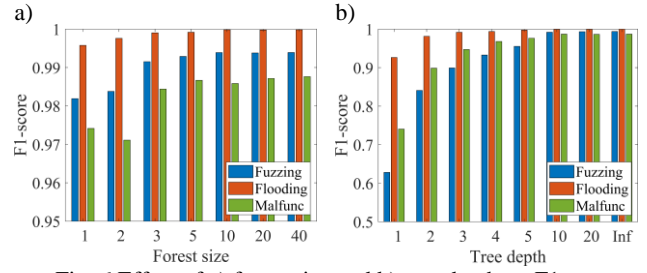 a)
1
0.99
0.98
0.97
0.96
0.95
F1-score
1 2 3 5 10 20 40
Forest size
Fuzzing
Flooding
Malfunc
b)
1
0.9
0.8
0.7
0.6
0.5
F1-score
1 2 3 4 5 10 20 Inf
Tree depth
Fuzzing
Flooding
Malfunc